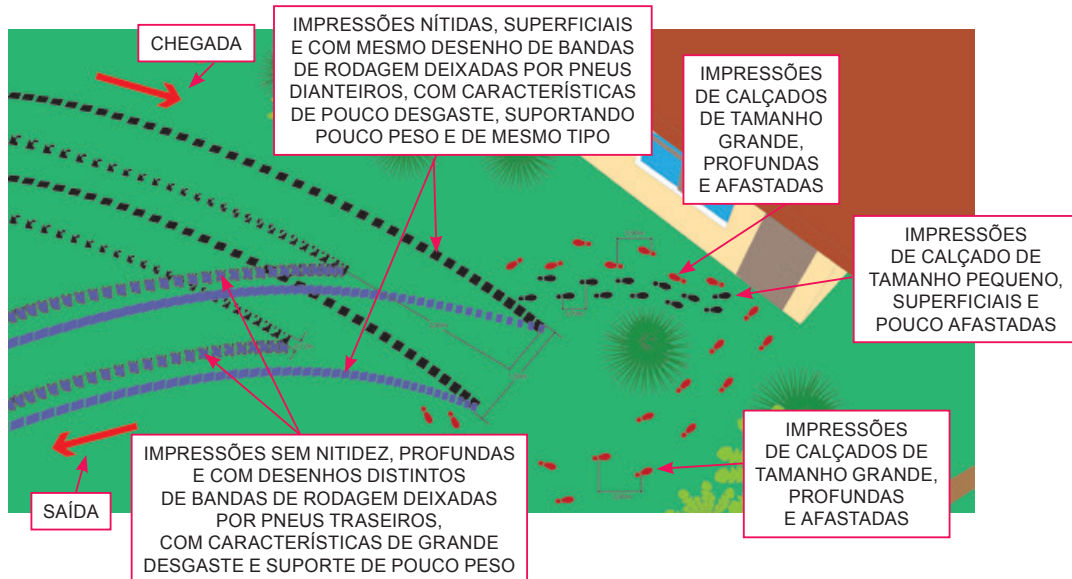 CHEGADA
IMPRESSÕES NÍTIDAS, SUPERFICIAIS
E COM MESMO DESENHO DE BANDAS
DE RODAGEM DEIXADAS POR PNEUS
DIANTEIROS, COM CARACTERÍSTICAS
DE POUCO DESGASTE, SUPORTANDO
POUCO PESO E DE MESMO TIPO
IMPRESSÕES
DE CALÇADOS
DE TAMANHO
GRANDE,
PROFUNDAS
E AFASTADAS
IMPRESSÕES
DE CALÇADO DE
TAMANHO PEQUENO,
SUPERFICIAIS E
POUCO AFASTADAS
SAÍDA
IMPRESSÕES SEM NITIDEZ, PROFUNDAS
E COM DESENHOS DISTINTOS
DE BANDAS DE RODAGEM DEIXADAS
POR PNEUS TRASEIROS,
COM CARACTERÍSTICAS DE GRANDE
DESGASTE E SUPORTE DE POUCO PESO
IMPRESSÕES
DE CALÇADOS DE
TAMANHO GRANDE,
PROFUNDAS
E AFASTADAS